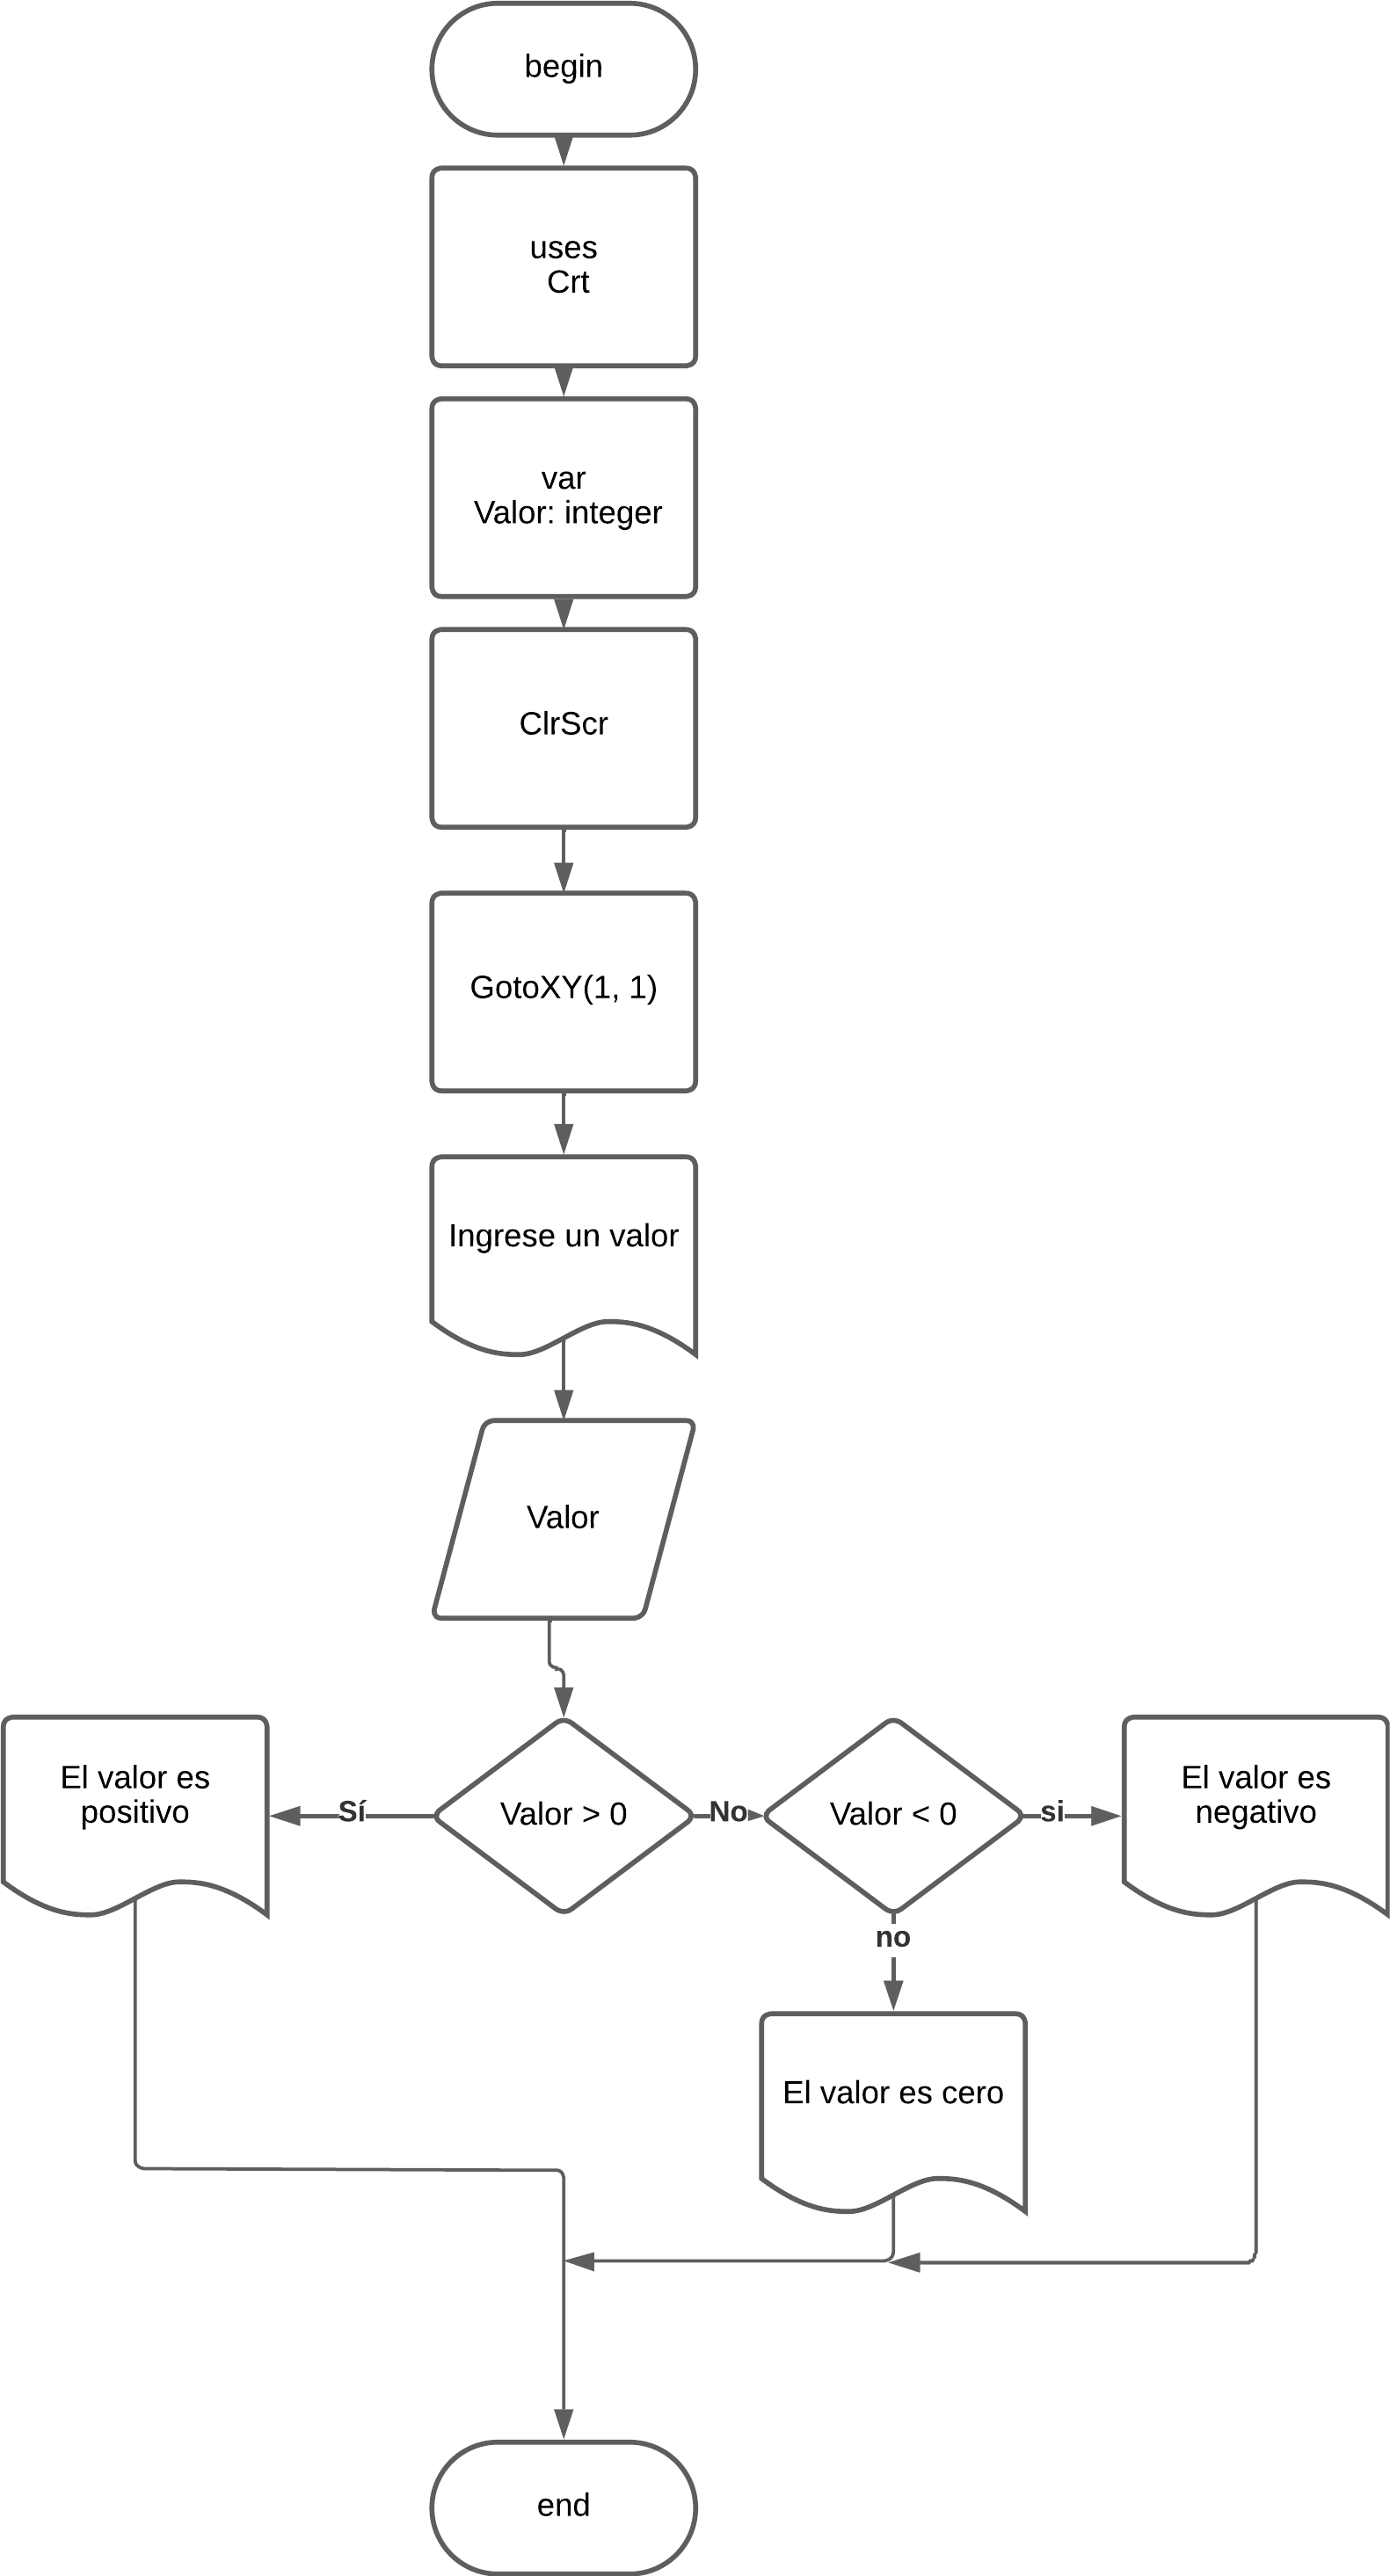 begin
uses
Crt
var
Valor: integer
ClrScr
GotoXY(1, 1)
Ingrese un valor
Valor
El valor es
positivo
Sí
Valor > 0
No
Valor < 0
si
El valor es
negativo
no
El valor es cero
end